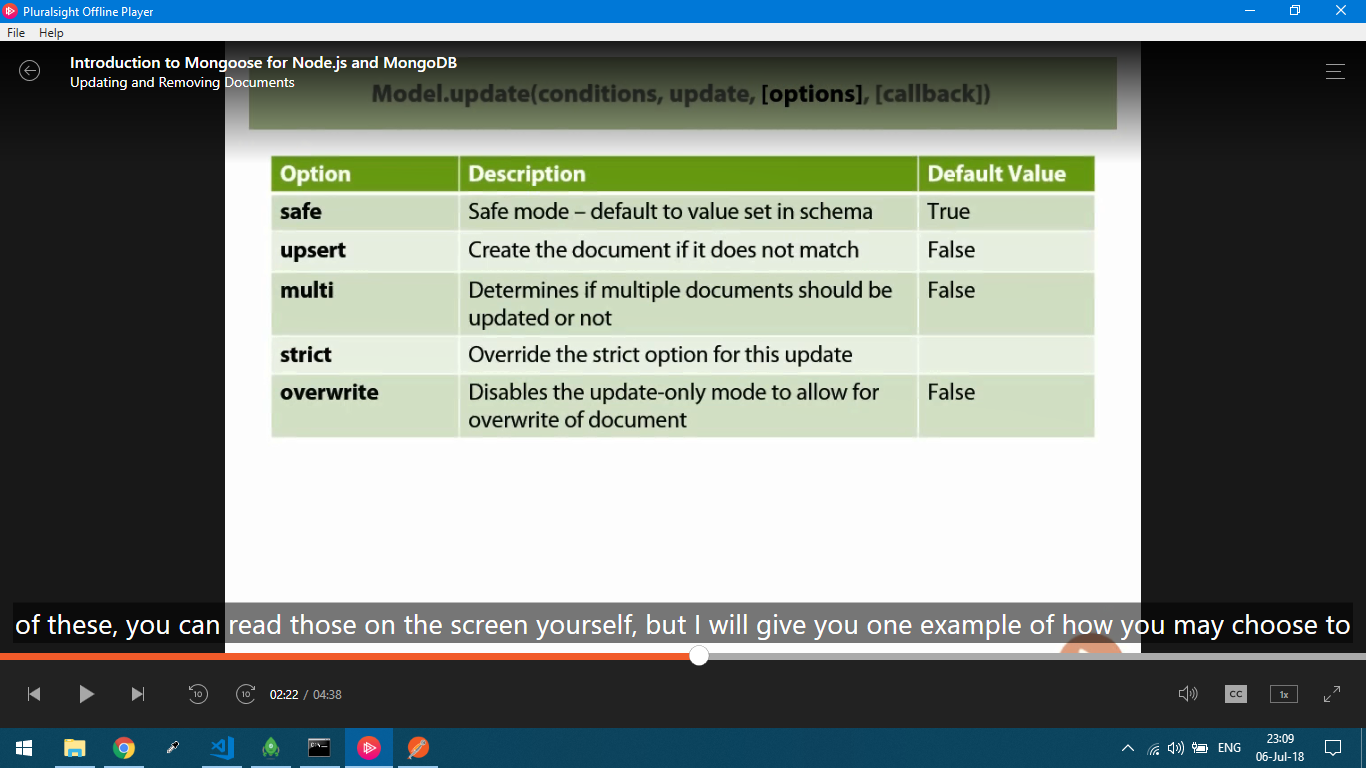 Pluralsight Offline Player
File Help
Introduction to Mongoose for Node.js and MongoDB
Updating and Removing Documents
Model.update(conditions, update, [options], [callback])
Option Description Default Value
safe Safe mode – default to value set in schema True
upsert Create the document if it does not match False
multi Determines if multiple documents should be False
updated or not
strict Override the strict option for this update
overwrite Disables the update-only mode to allow for False
overwrite of document
of these, you can read those on the screen yourself, but I will give you one example of how you may choose to
10 10 02:22 / 04:38 CC 1x
ENG 23:09
06-Jul-18